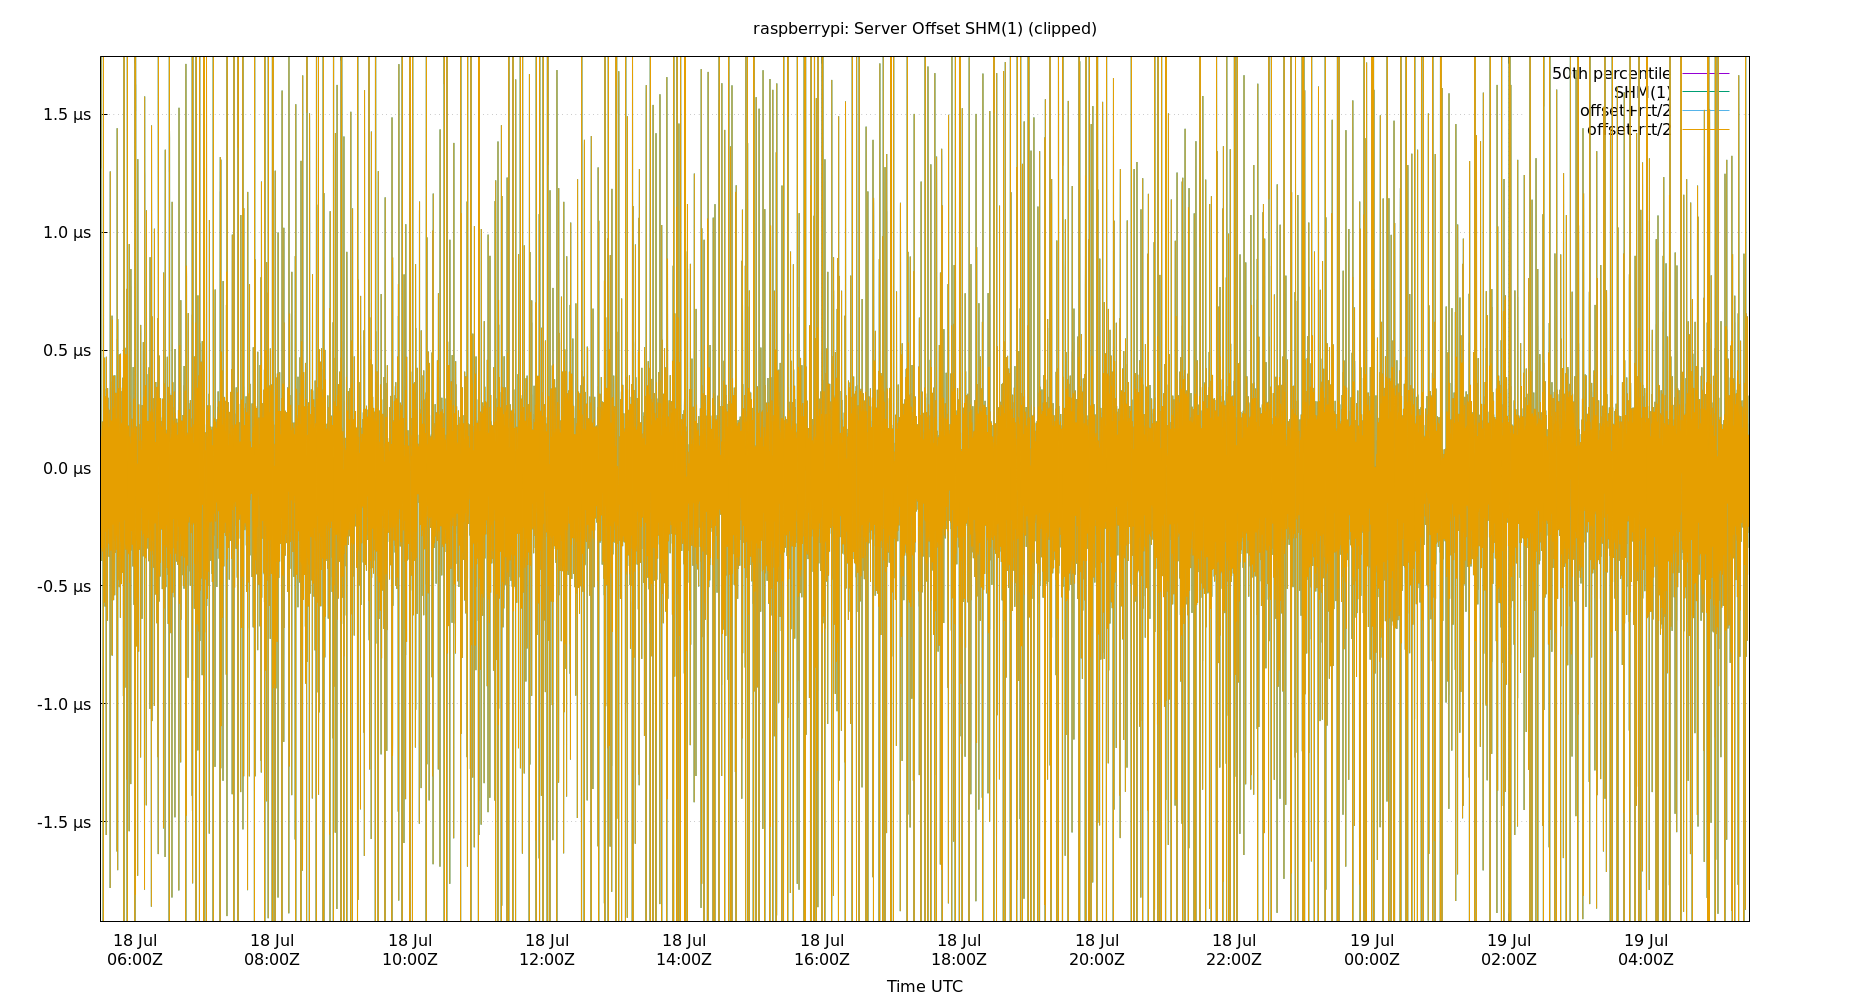 raspberrypi: Server Offset SHM(1) (clipped)
50th percentile
SHM(1)
offset+rtt/2
offset-rtt/2
1.5 µs
1.0 µs
0.5 µs
0.0 µs
-0.5 µs
-1.0 µs
-1.5 µs
18 Jul 18 Jul 18 Jul 18 Jul 18 Jul 18 Jul 18 Jul 18 Jul 18 Jul 19 Jul 19 Jul 19 Jul
06:00Z 08:00Z 10:00Z 12:00Z 14:00Z 16:00Z 18:00Z 20:00Z 22:00Z 00:00Z 02:00Z 04:00Z
Time UTC